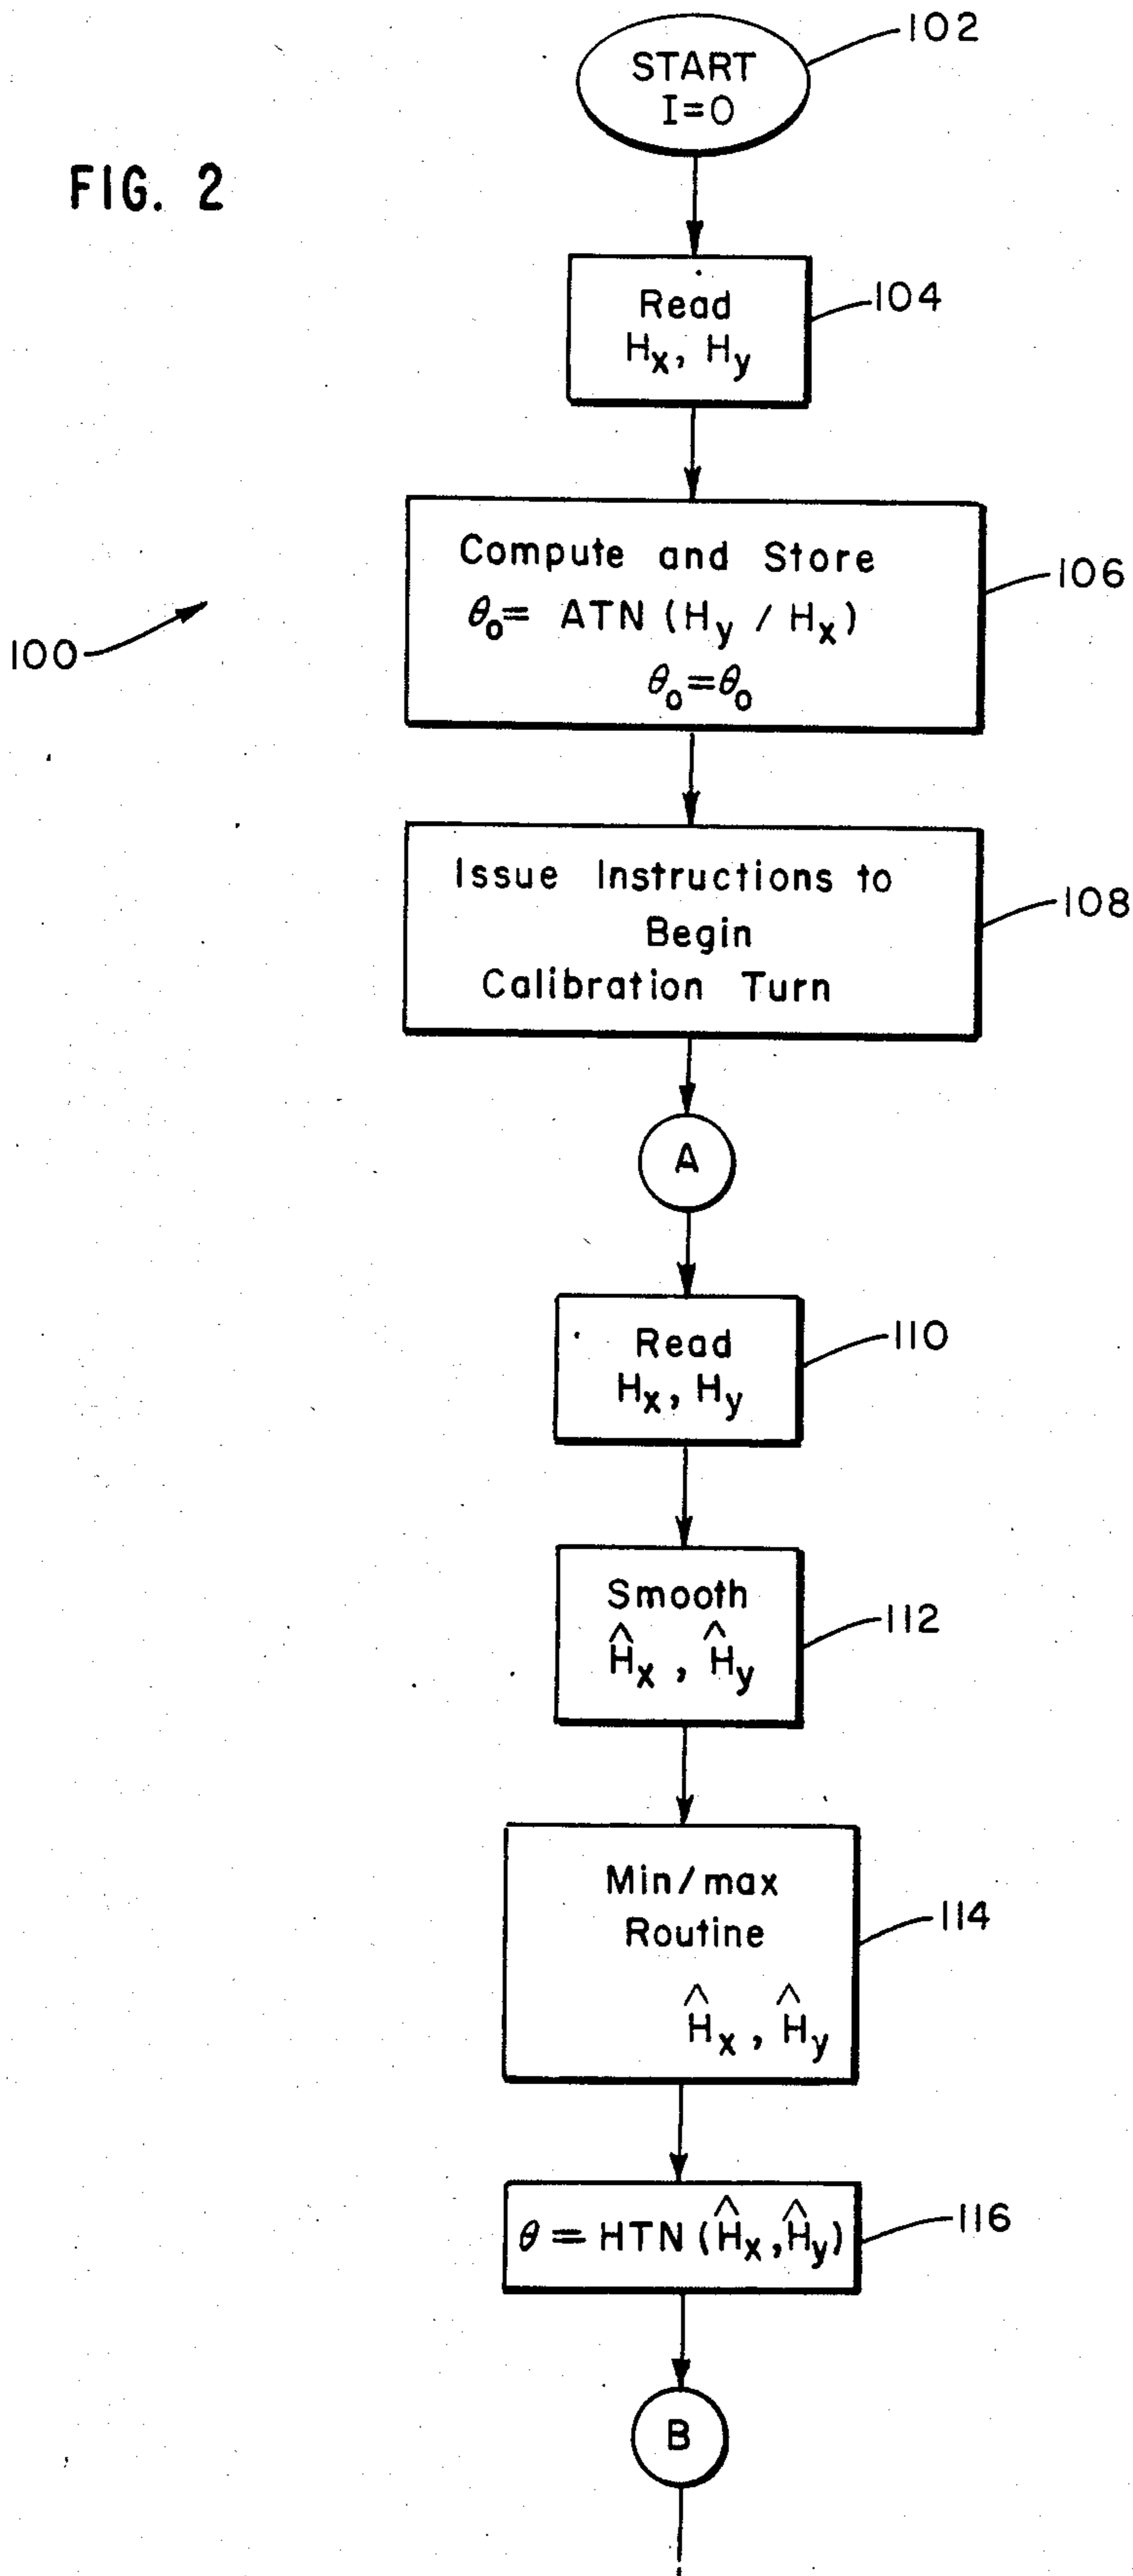 102
START
I=0
FIG. 2
104
Read
Hx, Hy
106
Compute and Store
θo= ATN (Hy / Hx)
θo=θo
100
108
Issue Instructions to
Begin
Calibration Turn
A
110
Read
Hx, Hy
112
Smooth
Ĥx , Ĥy
114
Min/max
Routine
Ĥx , Ĥy
116
θ = HTN (Ĥx,Ĥy)
B